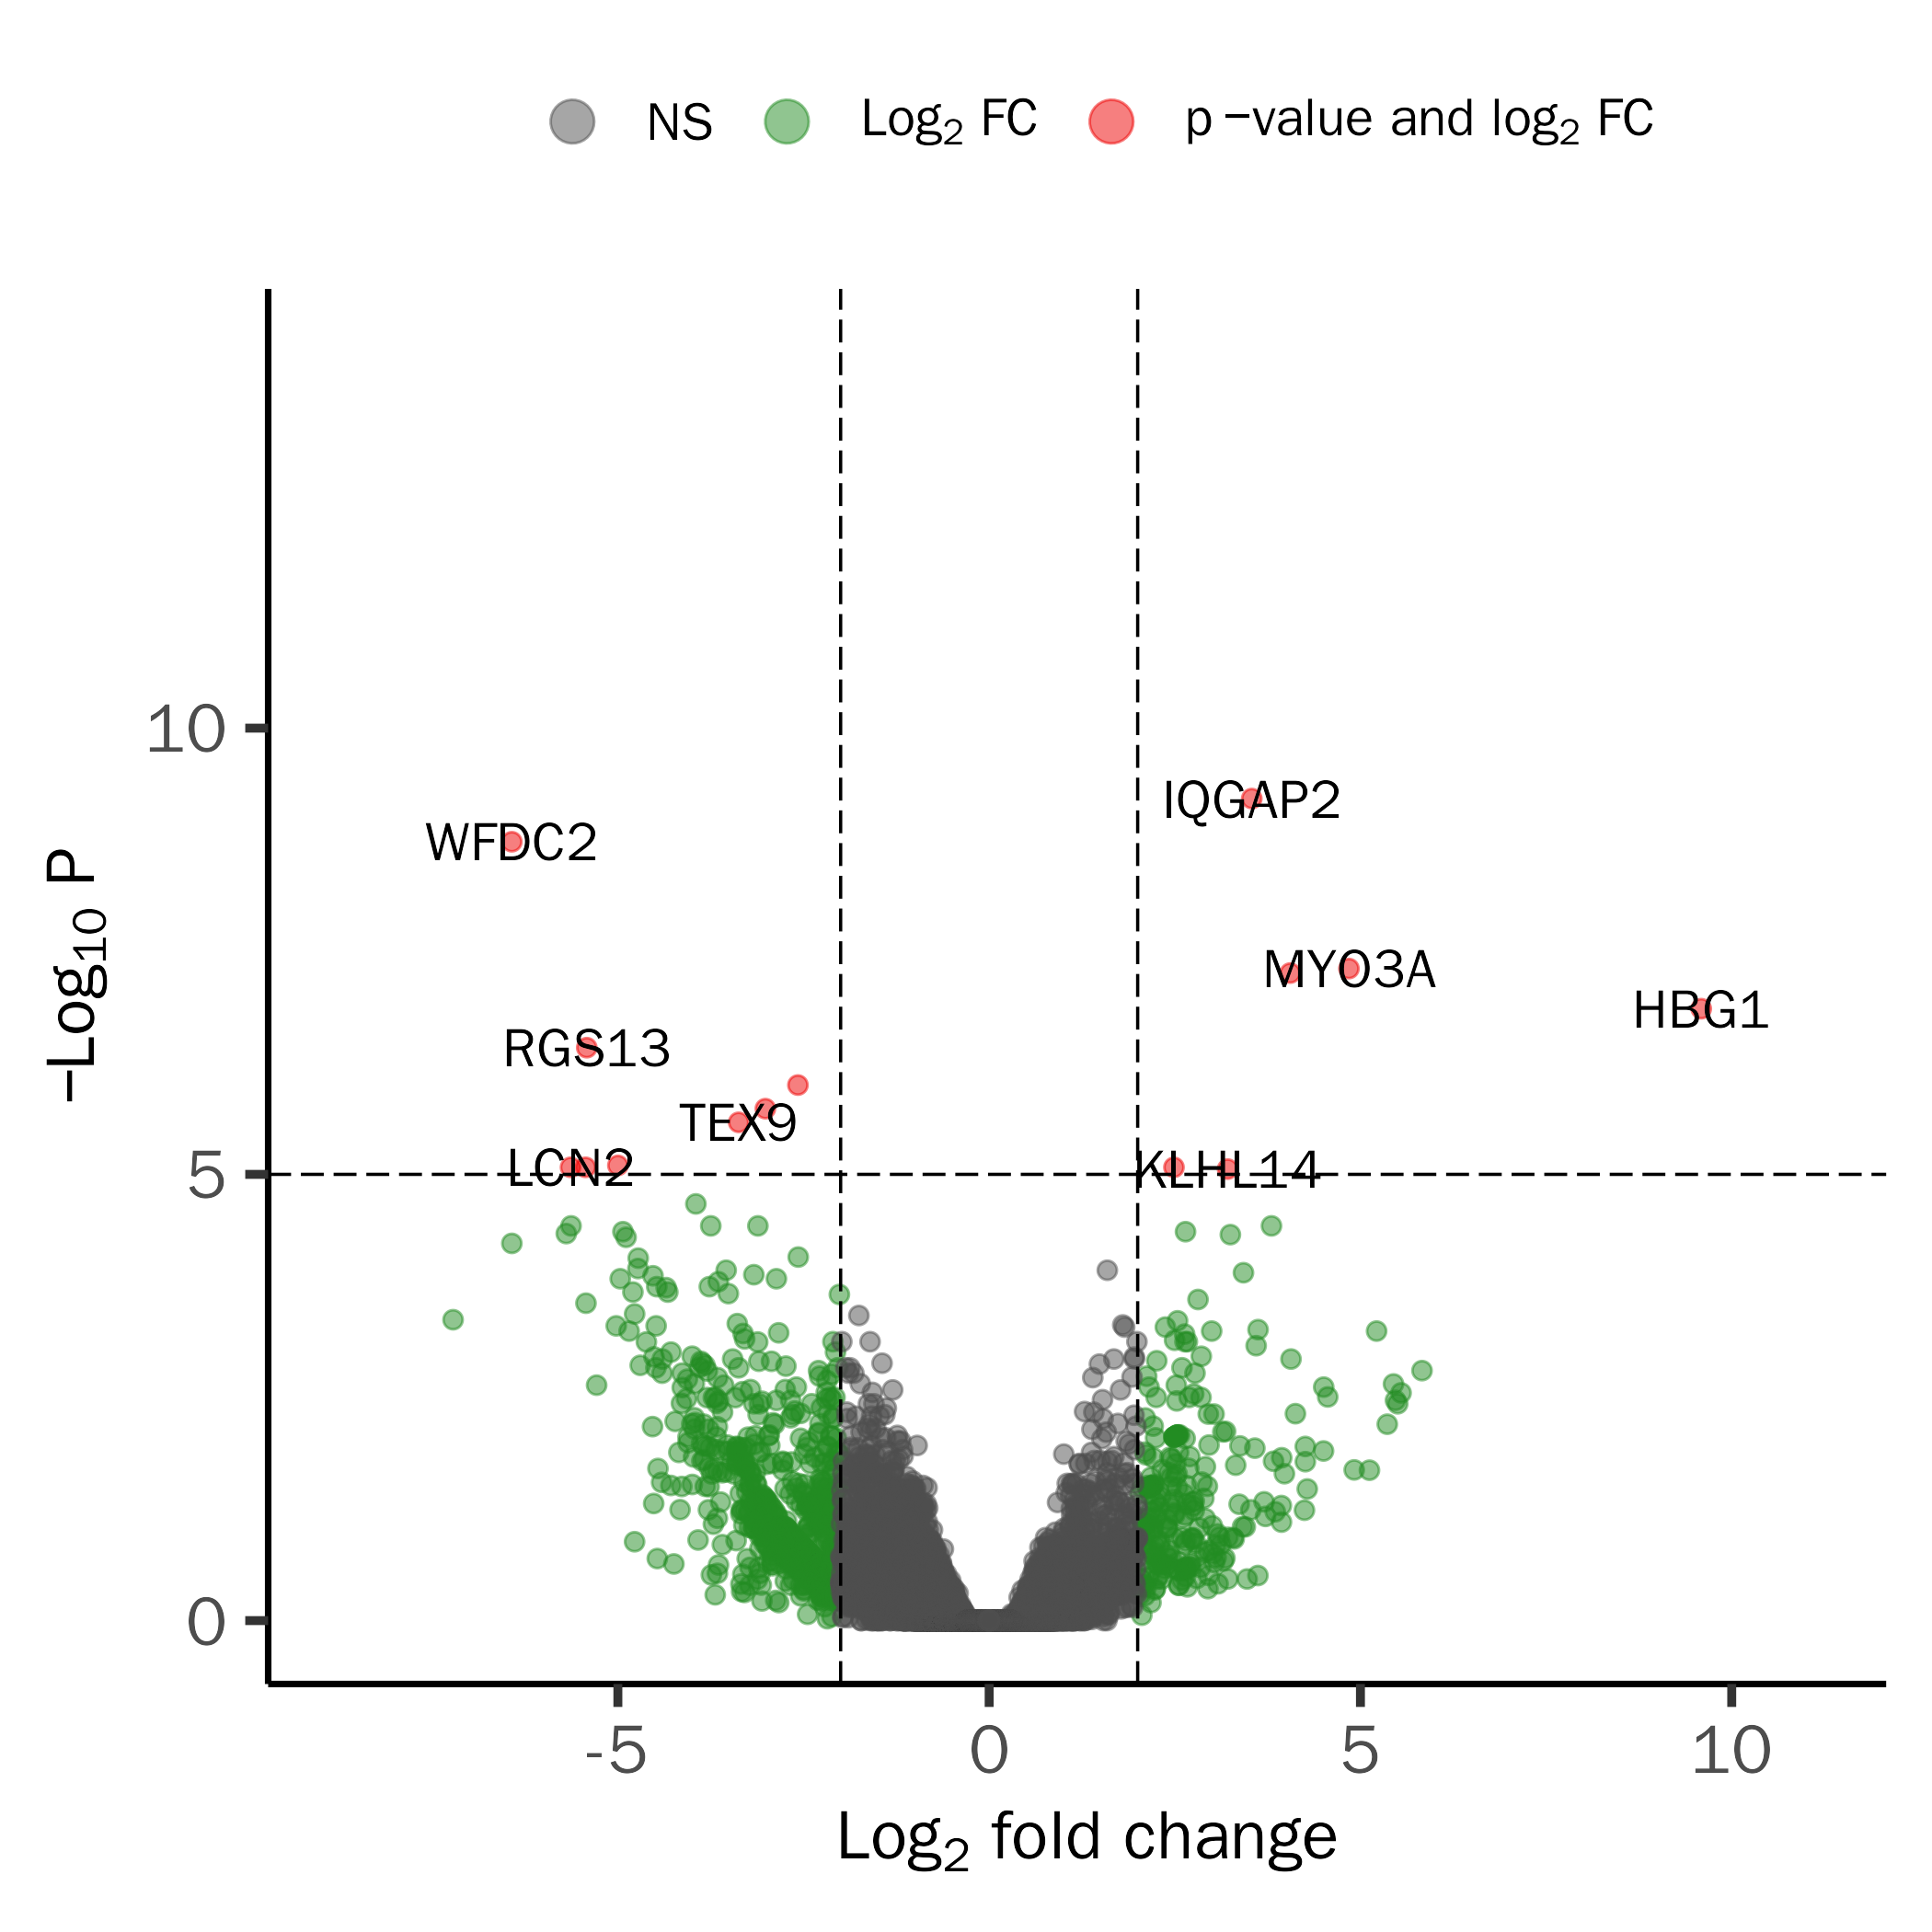 NS Log₂ FC p −value and log₂ FC
10
IQGAP2
WFDC2
MYO3A
HBG1
RGS13
TEX9
LCN2
KLHL14
5
0
−Log₁₀ P
-5 0 5 10
Log₂ fold change